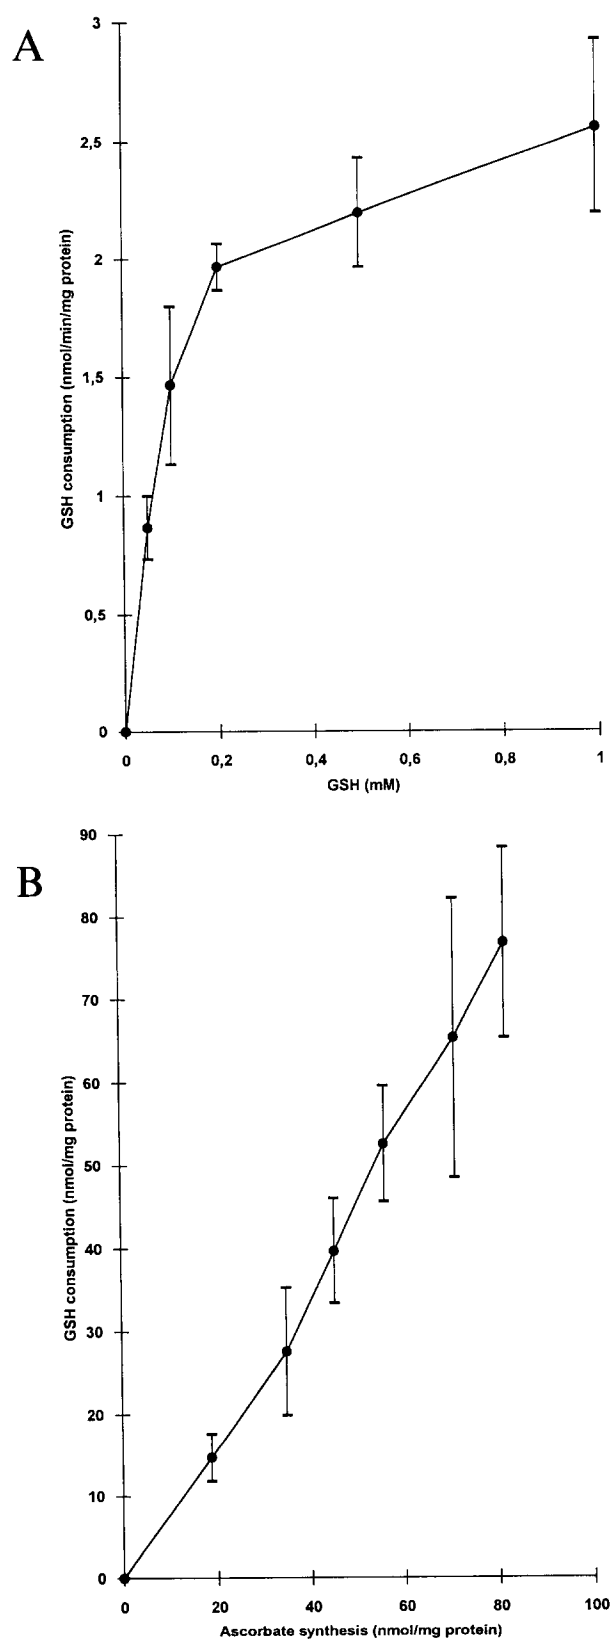 A
3
2,5
2
1,5
1
0,5
0
GSH consumption (nmol/min/mg protein)
0 0,2 0,4 0,6 0,8 1
GSH (mM)
B
90
80
70
60
50
40
30
20
10
0
GSH consumption (nmol/mg protein)
0 20 40 60 80 100
Ascorbate synthesis (nmol/mg protein)